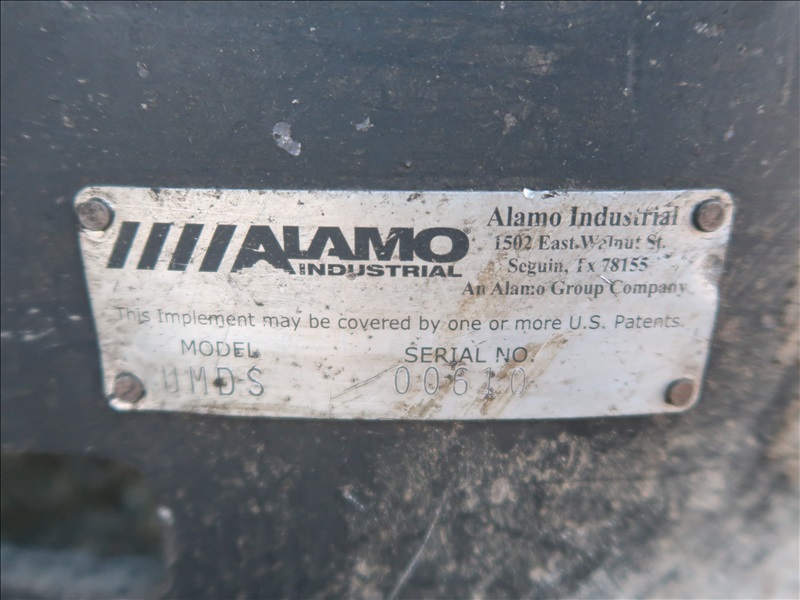 ALAMO
INDUSTRIAL
Alamo Industrial
1502 East Walnut St.
Seguin, Tx 78155
An Alamo Group Company
This Implement may be covered by one or more U.S. Patents.
MODEL SERIAL NO.
UMDS 00610